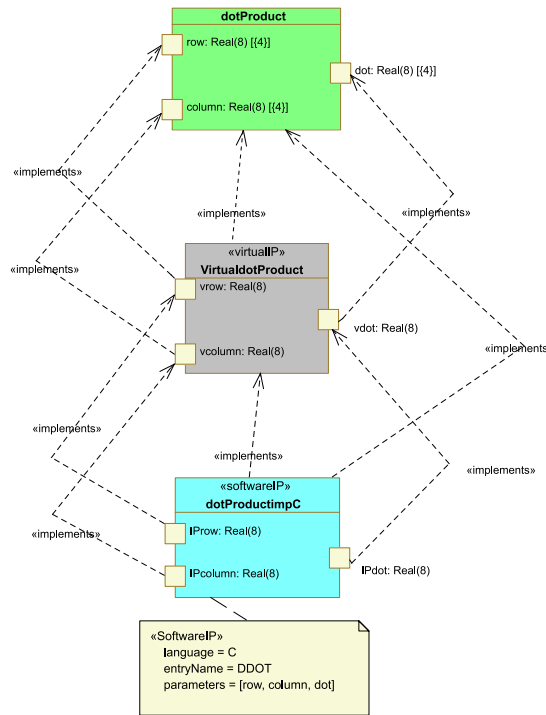 dotProduct
row: Real(8) [{4}]
dot: Real(8) [{4}]
column: Real(8) [{4}]
«implements»
«implements»
«implements»
«implements»
«virtualIP»
VirtualdotProduct
vrow: Real(8)
vdot: Real(8)
vcolumn: Real(8)
«implements»
«implements»
«implements»
«implements»
«implements»
«softwareIP»
dotProductimpC
IProw: Real(8)
IPcolumn: Real(8)
IPdot: Real(8)
«SoftwareIP»
language = C
entryName = DDOT
parameters = [row, column, dot]